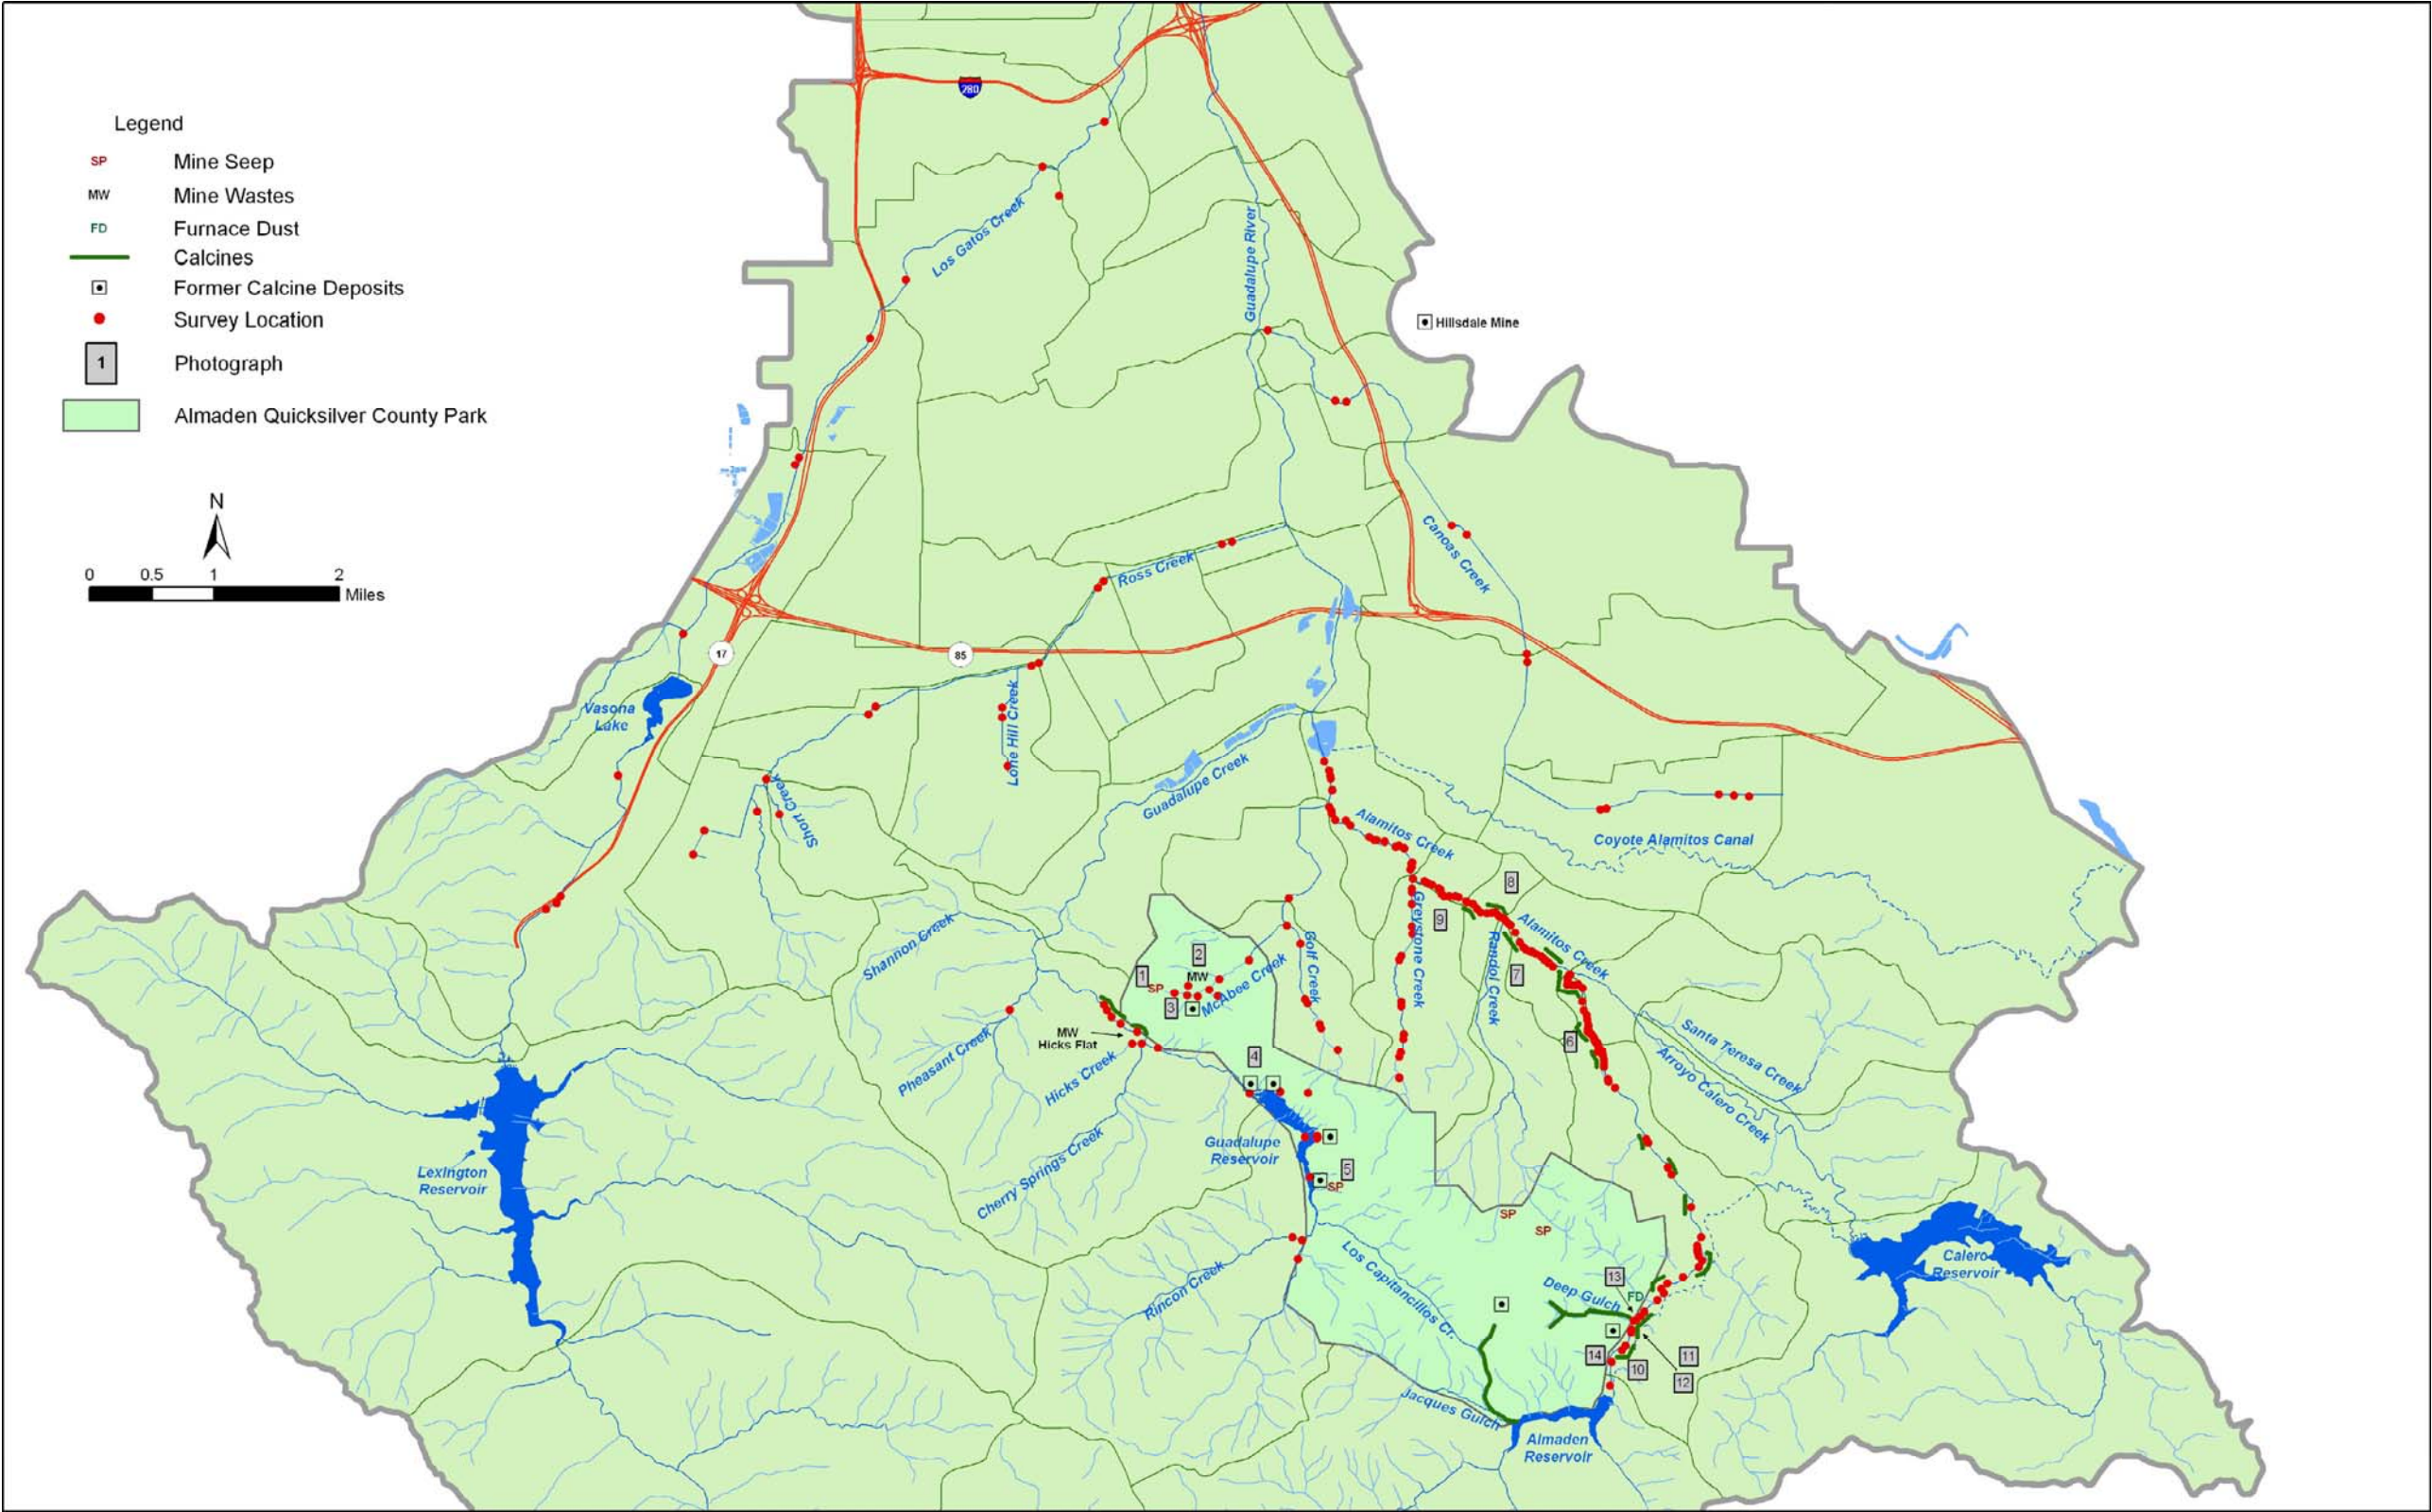 280
Legend
SP Mine Seep
MW Mine Wastes
FD Furnace Dust
Calcines
Former Calcine Deposits
Survey Location
1 Photograph
Almaden Quicksilver County Park
N
0 0.5 1 2
Miles
Los Gatos Creek
Guadalupe River
Hillsdale Mine
Canoas Creek
Ross Creek
17
85
Vasona
Lake
Lone Hill Creek
Short Creek
Guadalupe Creek
Alamitos Creek
Coyote Alamitos Canal
8
9
Greystone Creek
Shannon Creek
Alamitos Creek
Randol Creek
Golf Creek
2
1
SP
MW
3
McAbee Creek
7
MW
Hicks Flat
6
Pheasant Creek
Hicks Creek
4
Santa Teresa Creek
Arroyo Calero Creek
Cherry Springs Creek
Guadalupe
Reservoir
5
SP
Lexington
Reservoir
SP
SP
Los Capitancillos Cr.
Calero
Reservoir
Rincon Creek
13
Deep Gulch
FD
14
10
11
12
Jacques Gulch
Almaden
Reservoir